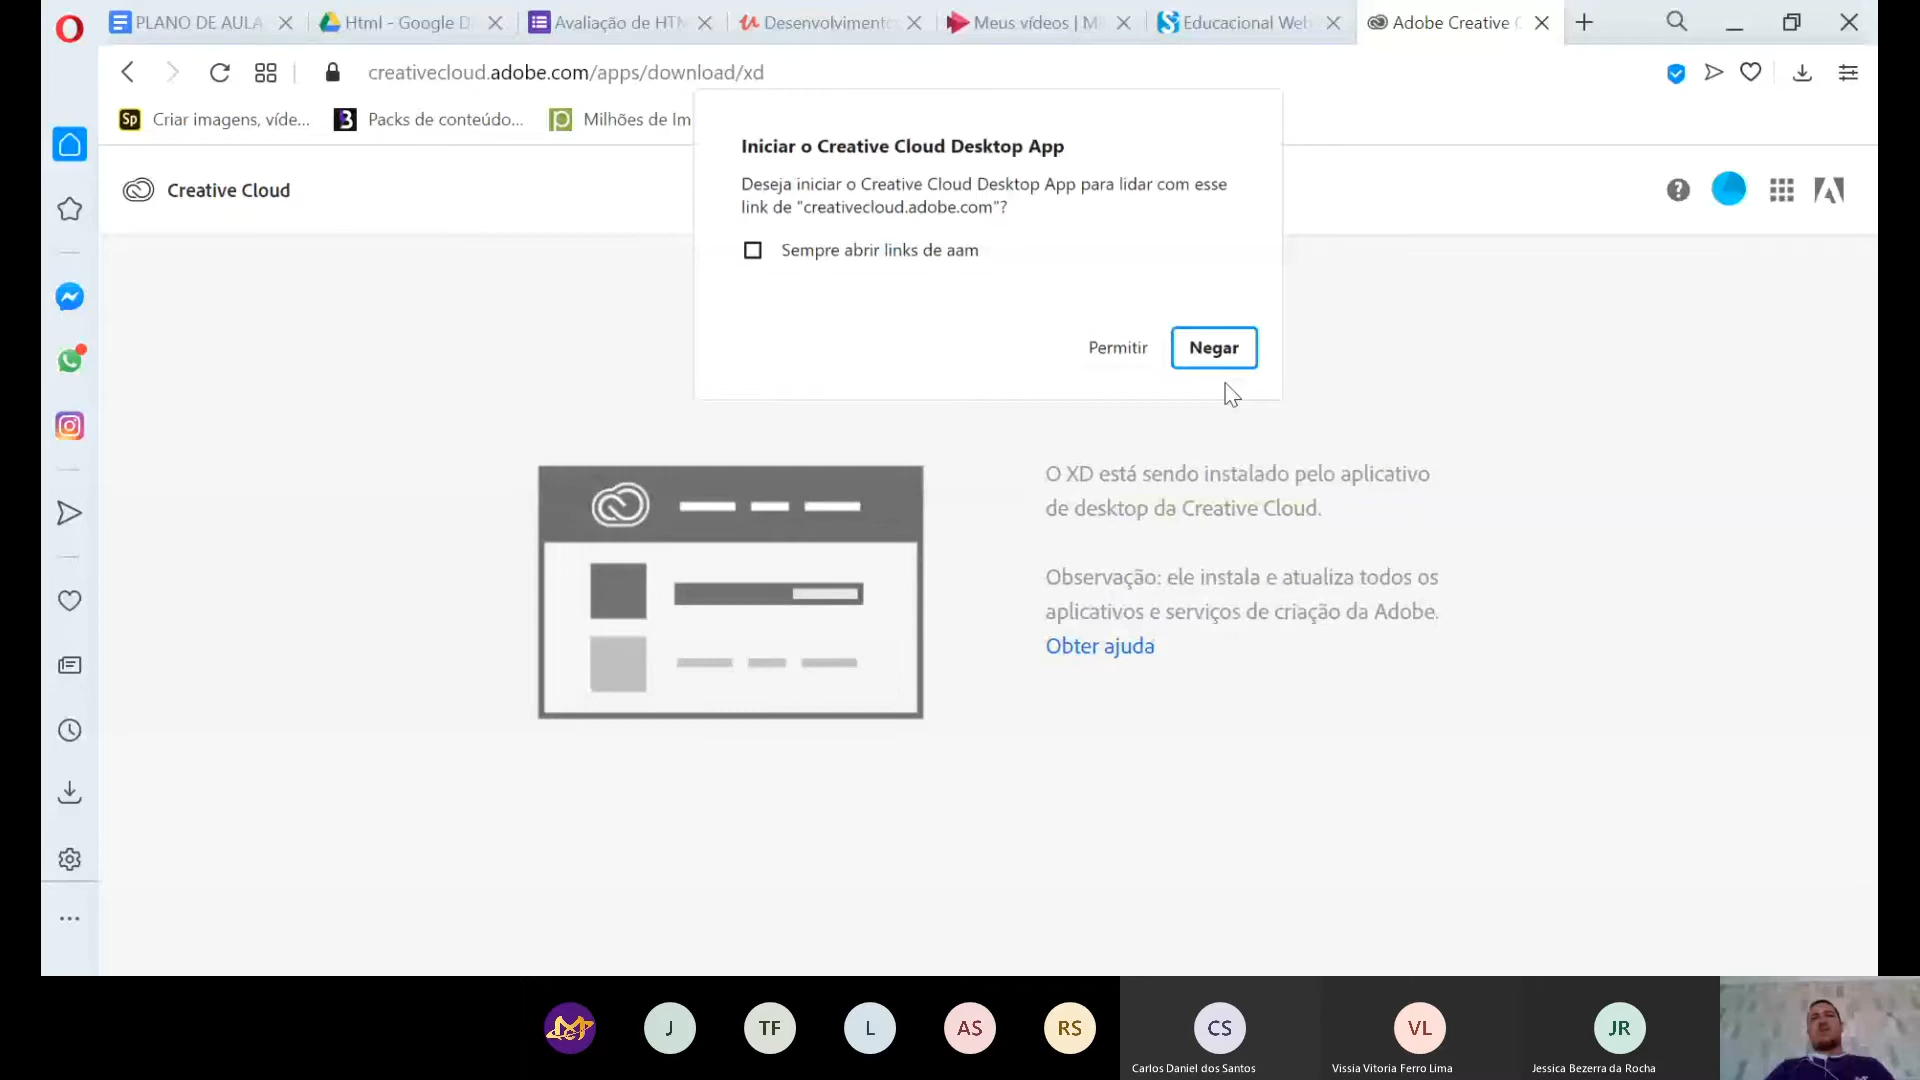 PLANO DE AULA
Html - Google D
Avaliação de HTM
Desenvolvimento
Meus vídeos | M
Educacional Web
Adobe Creative C
creativecloud.adobe.com/apps/download/xd
Sp Criar imagens, víde...
Packs de conteúdo...
Milhões de Im
Creative Cloud
Iniciar o Creative Cloud Desktop App
Deseja iniciar o Creative Cloud Desktop App para lidar com esse
link de "creativecloud.adobe.com"?
Sempre abrir links de aam
Permitir
Negar
O XD está sendo instalado pelo aplicativo
de desktop da Creative Cloud.
Observação: ele instala e atualiza todos os
aplicativos e serviços de criação da Adobe.
Obter ajuda
J
TF
L
AS
RS
CS
VL
JR
Carlos Daniel dos Santos
Vissia Vitoria Ferro Lima
Jessica Bezerra da Rocha